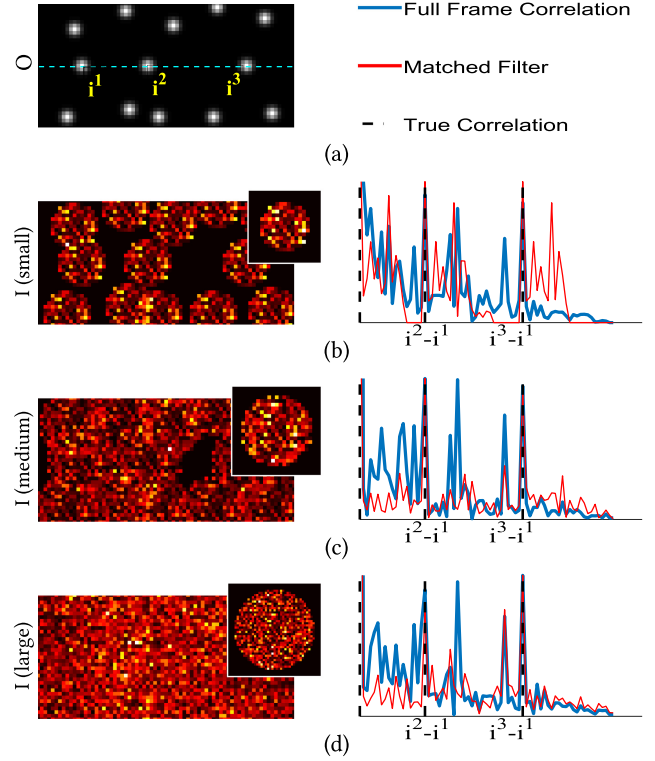 O
i¹ i² i³
Full Frame Correlation
Matched Filter
True Correlation
(a)
I (small)
i²-i¹ i³-i¹
(b)
I (medium)
i²-i¹ i³-i¹
(c)
I (large)
i²-i¹ i³-i¹
(d)